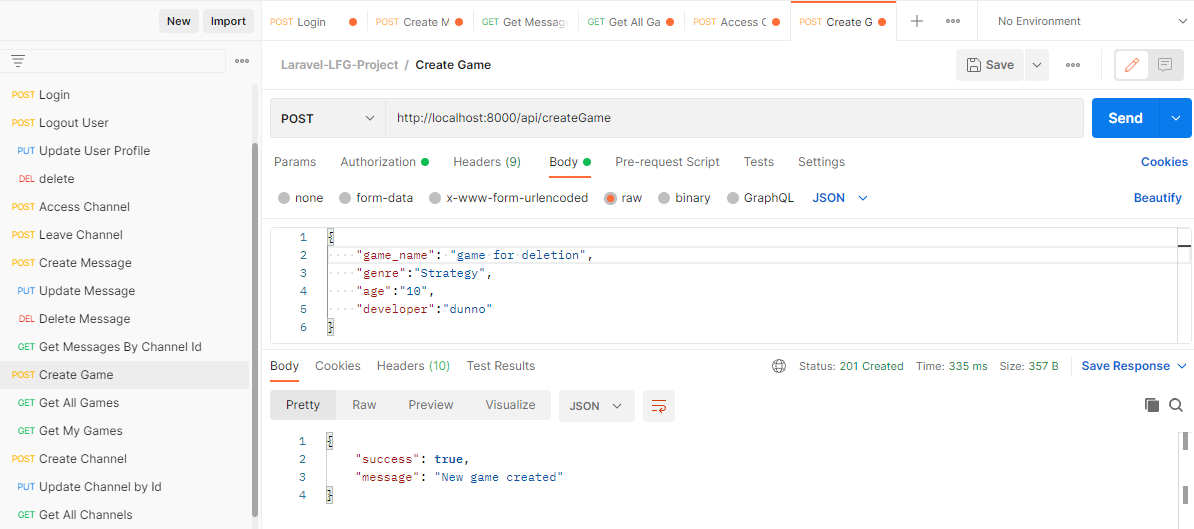 New Import
POST Login POST Create M GET Get Messag GET Get All Ga POST Access C POST Create G No Environment
Laravel-LFG-Project / Create Game Save
POST Login
POST Logout User
PUT Update User Profile
DEL delete
POST Access Channel
POST Leave Channel
POST Create Message
PUT Update Message
DEL Delete Message
GET Get Messages By Channel Id
POST Create Game
GET Get All Games
GET Get My Games
POST Create Channel
PUT Update Channel by Id
GET Get All Channels
POST http://localhost:8000/api/createGame Send
Params Authorization Headers (9) Body Pre-request Script Tests Settings Cookies
none form-data x-www-form-urlencoded raw binary GraphQL JSON Beautify
1 {
2 "game_name": "game for deletion",
3 "genre":"Strategy",
4 "age":"10",
5 "developer":"dunno"
6 }
Body Cookies Headers (10) Test Results Status: 201 Created Time: 335 ms Size: 357 B Save Response
Pretty Raw Preview Visualize JSON
1 {
2 "success": true,
3 "message": "New game created"
4 }